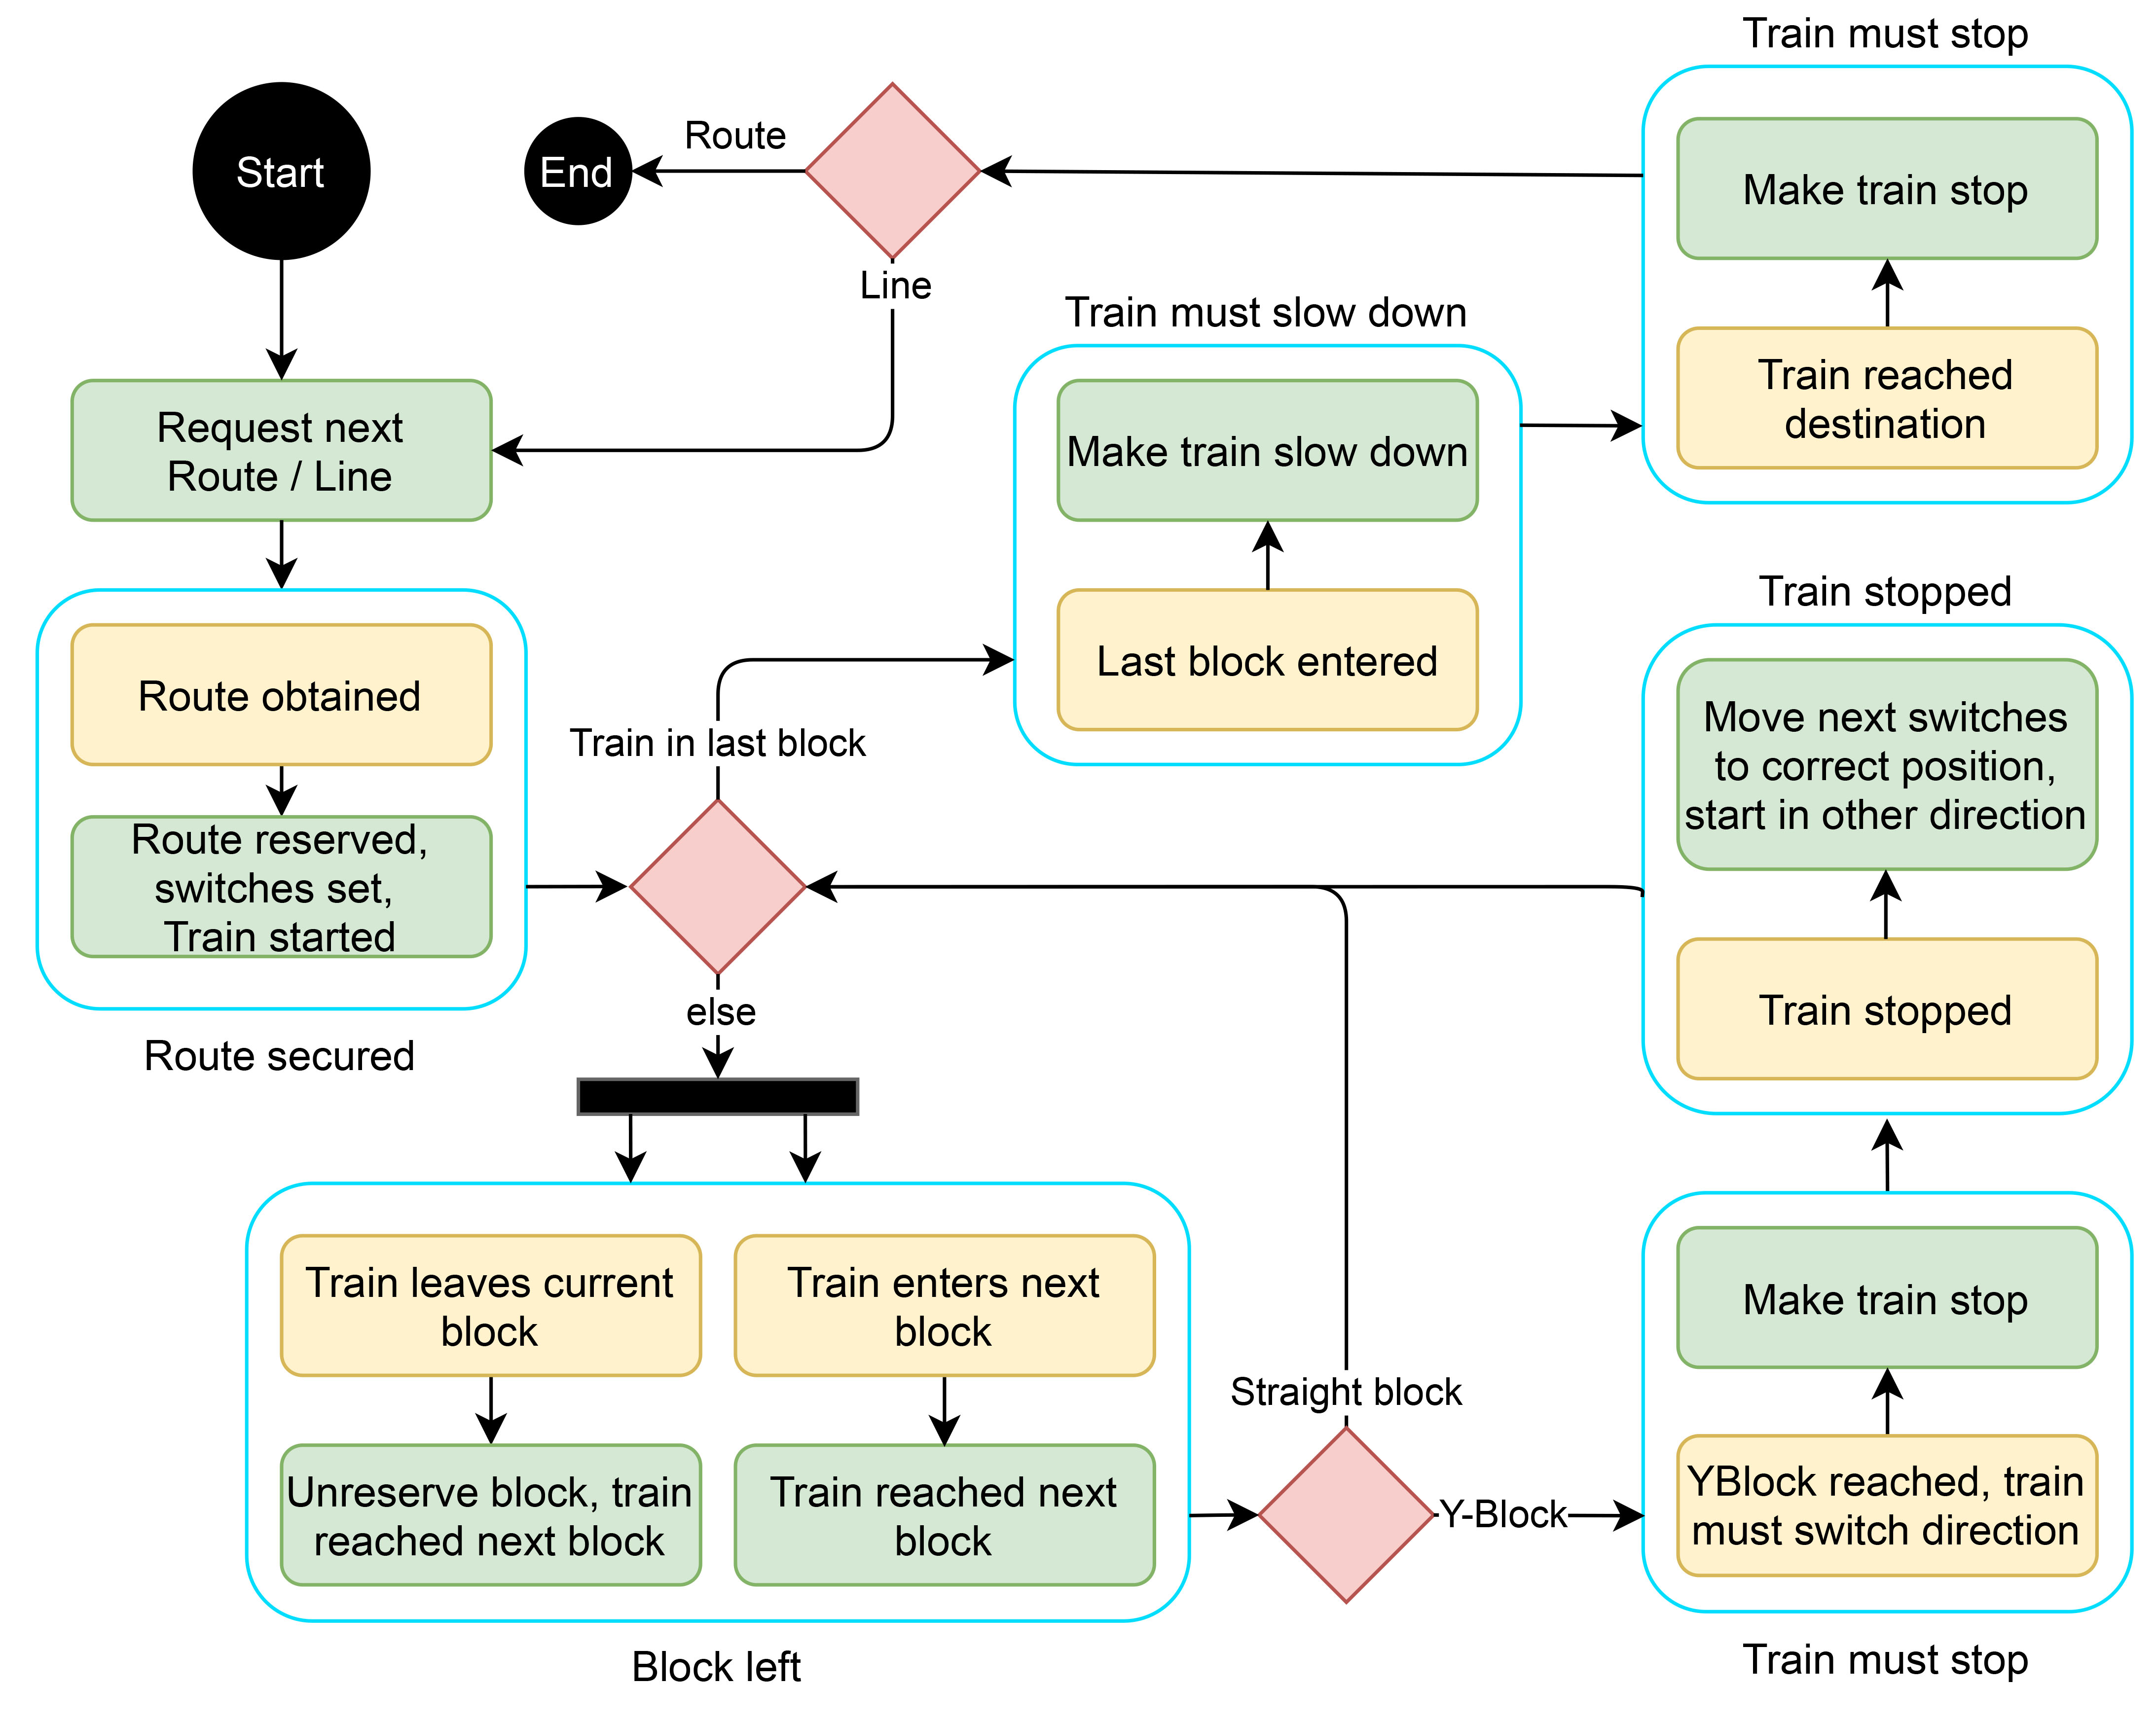 Train must stop
Start
End
Route
Make train stop
Line
Train must slow down
Train reached
destination
Request next
Route / Line
Make train slow down
Train stopped
Route obtained
Last block entered
Move next switches
to correct position,
start in other direction
Train in last block
Route reserved,
switches set,
Train started
Train stopped
else
Route secured
Train leaves current
block
Train enters next
block
Make train stop
Straight block
Unreserve block, train
reached next block
Train reached next
block
Y-Block
YBlock reached, train
must switch direction
Block left
Train must stop